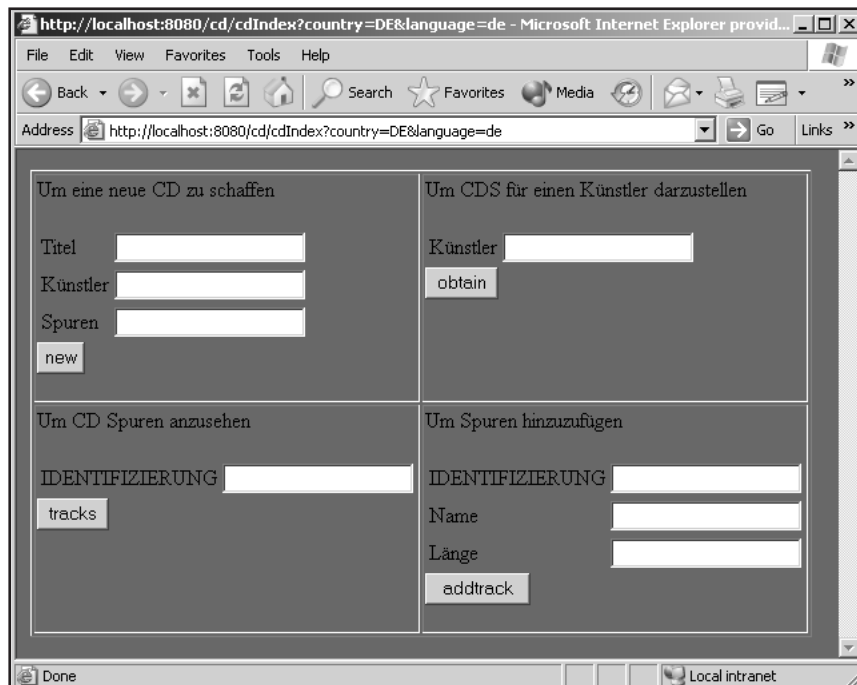 http://localhost:8080/cd/cdIndex?country=DE&language=de - Microsoft Internet Explorer provid...
File Edit View Favorites Tools Help
Back Search Favorites Media »
Address http://localhost:8080/cd/cdIndex?country=DE&language=de Go Links »
Um eine neue CD zu schaffen
Titel
Künstler
Spuren
new
Um CDS für einen Künstler darzustellen
Künstler
obtain
Um CD Spuren anzusehen
IDENTIFIZIERUNG
tracks
Um Spuren hinzuzufügen
IDENTIFIZIERUNG
Name
Länge
addtrack
Done Local intranet